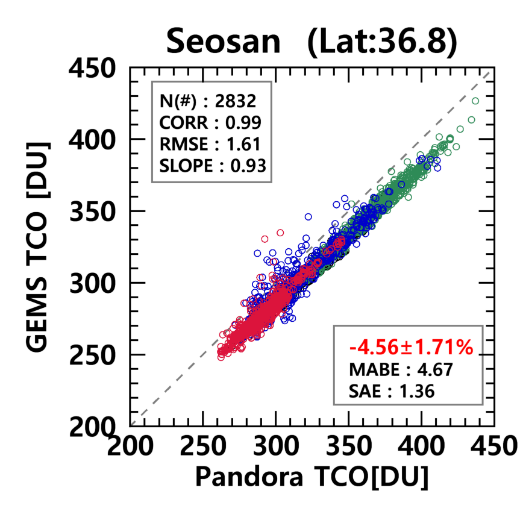 Seosan (Lat:36.8)
N(#) : 2832
CORR : 0.99
RMSE : 1.61
SLOPE : 0.93
-4.56±1.71%
MABE : 4.67
SAE : 1.36
GEMS TCO [DU]
450
400
350
300
250
200
200 250 300 350 400 450
Pandora TCO[DU]